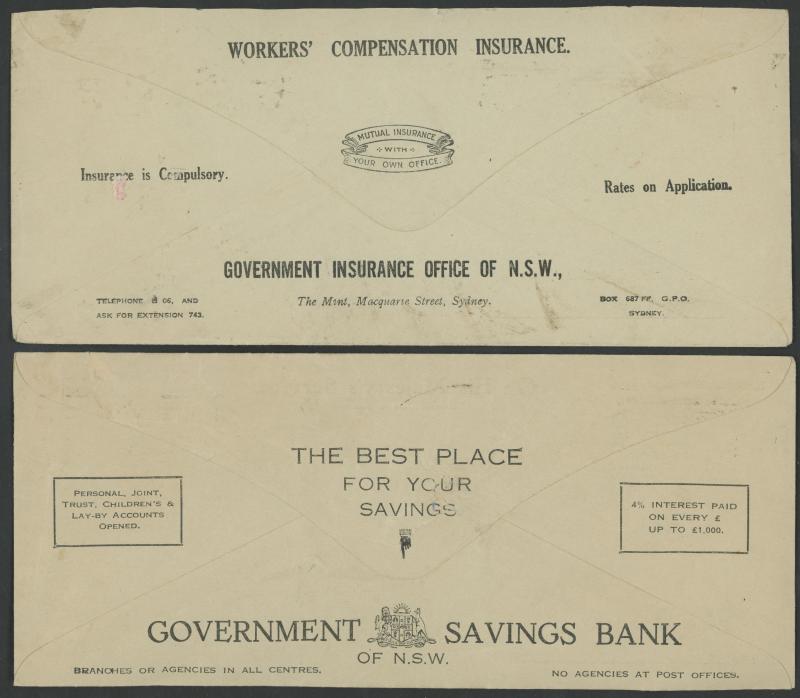 WORKERS' COMPENSATION INSURANCE.
MUTUAL INSURANCE
WITH
YOUR OWN OFFICE.
Insurance is Compulsory.
Rates on Application.
GOVERNMENT INSURANCE OFFICE OF N.S.W.,
The Mint, Macquarie Street, Sydney.
TELEPHONE 06, AND
ASK FOR EXTENSION 743.
BOX 687 FF, G.P.O.
SYDNEY.
THE BEST PLACE
FOR YOUR
SAVINGS
PERSONAL, JOINT,
TRUST, CHILDREN'S &
LAY-BY ACCOUNTS
OPENED.
4% INTEREST PAID
ON EVERY £
UP TO £1,000.
GOVERNMENT SAVINGS BANK
OF N.S.W.
BRANCHES OR AGENCIES IN ALL CENTRES.
NO AGENCIES AT POST OFFICES.